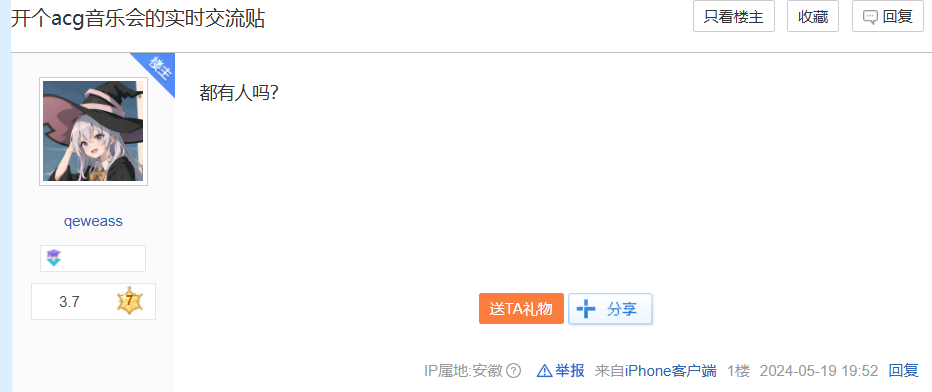 开个acg音乐会的实时交流贴
只看楼主
收藏
回复
楼主
都有人吗？
qeweass
3.7
7
送TA礼物
分享
IP属地:安徽 举报 来自iPhone客户端 1楼 2024-05-19 19:52 回复